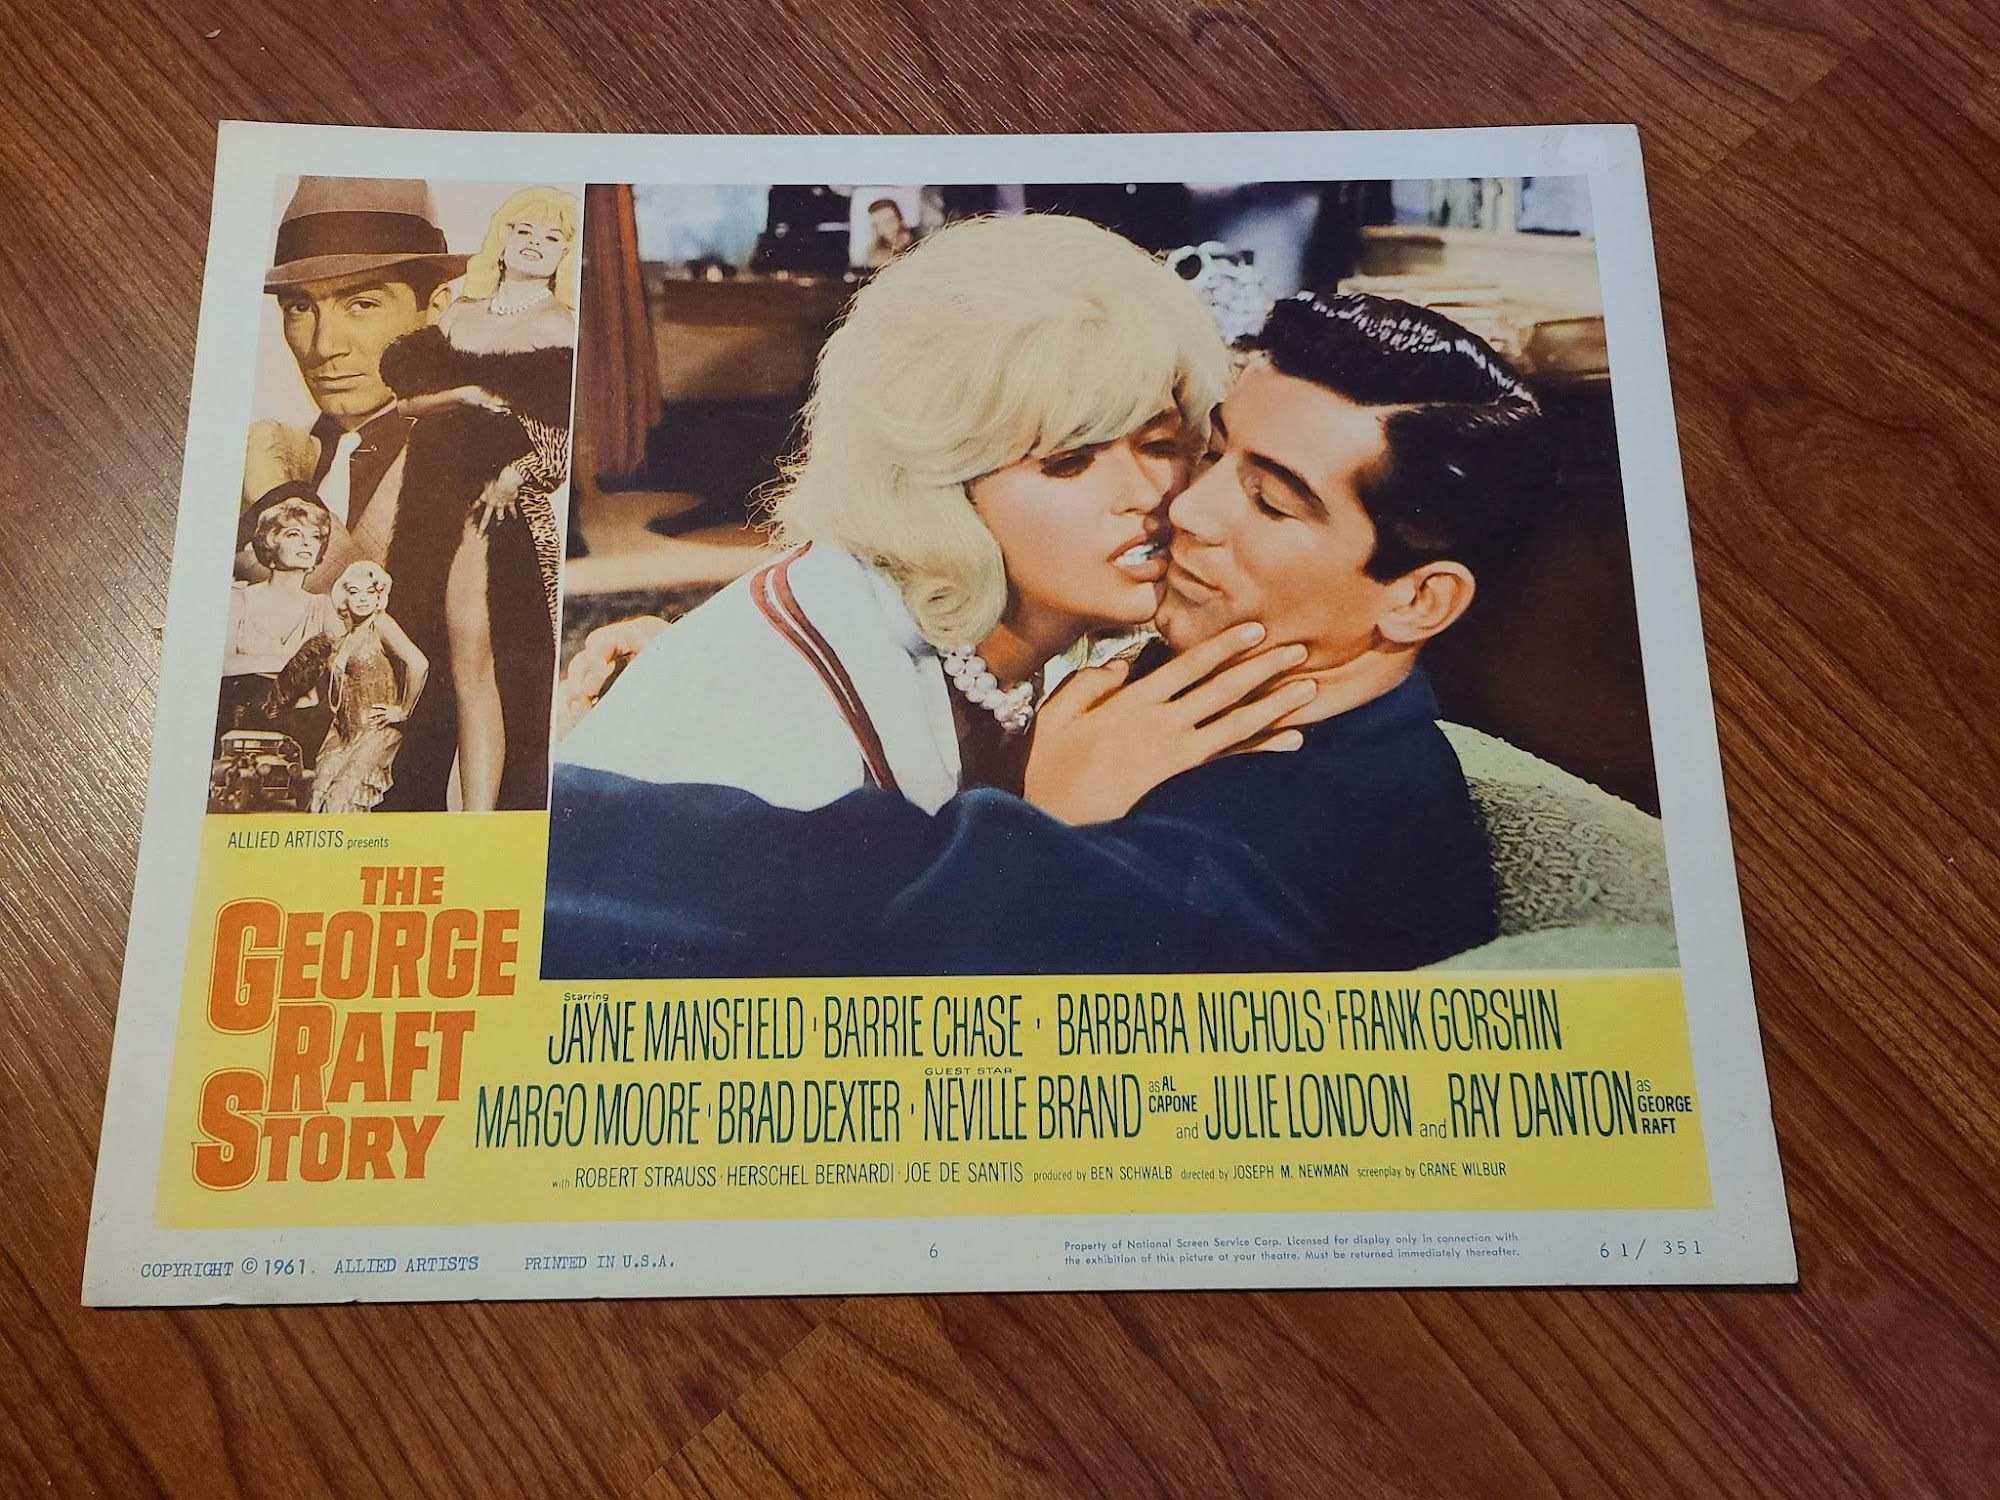 ALLIED ARTISTS presents
THE
GEORGE
RAFT
STORY
Starring
JAYNE MANSFIELD · BARRIE CHASE · BARBARA NICHOLS · FRANK GORSHIN
GUEST STAR
MARGO MOORE · BRAD DEXTER · NEVILLE BRAND as AL CAPONE and JULIE LONDON and RAY DANTON as GEORGE RAFT
with ROBERT STRAUSS · HERSCHEL BERNARDI · JOE DE SANTIS produced by BEN SCHWALB directed by JOSEPH M. NEWMAN screenplay by CRANE WILBUR
COPYRIGHT © 1961. ALLIED ARTISTS PRINTED IN U.S.A.
6
Property of National Screen Service Corp. Licensed for display only in connection with
the exhibition of this picture at your theatre. Must be returned immediately thereafter.
61/351